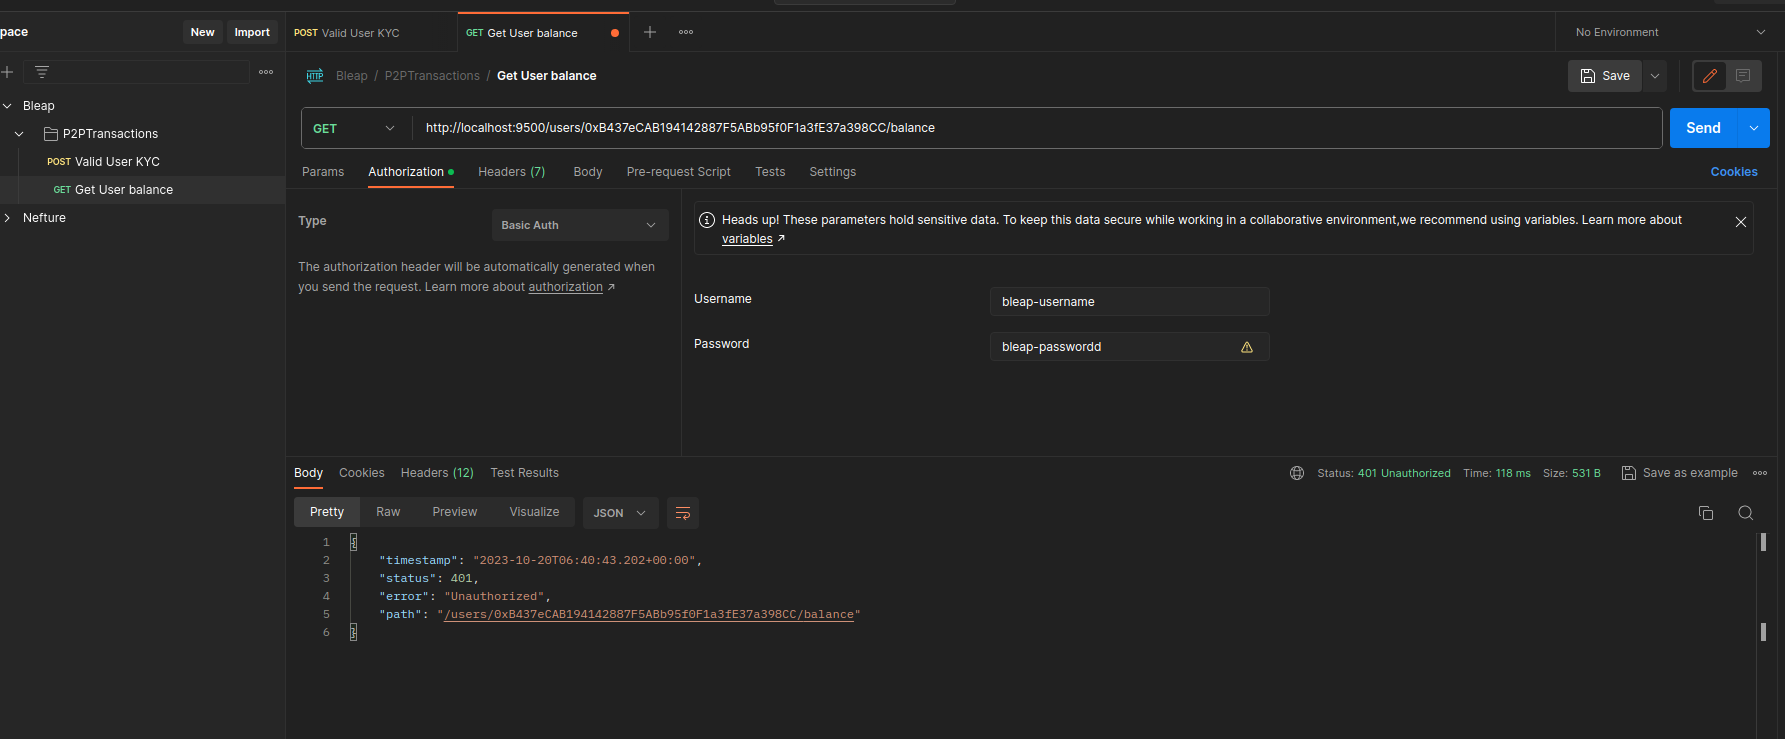 pace
New
Import
POST Valid User KYC
GET Get User balance
No Environment
Bleap / P2PTransactions / Get User balance
Save
Bleap
P2PTransactions
POST Valid User KYC
GET Get User balance
Nefture
HTTP
GET
http://localhost:9500/users/0xB437eCAB194142887F5ABb95f0F1a3fE37a398CC/balance
Send
Params
Authorization
Headers (7)
Body
Pre-request Script
Tests
Settings
Cookies
Type
Basic Auth
The authorization header will be automatically generated when
you send the request. Learn more about authorization ↗
Heads up! These parameters hold sensitive data. To keep this data secure while working in a collaborative environment,we recommend using variables. Learn more about
variables ↗
Username
bleap-username
Password
bleap-passwordd
Body
Cookies
Headers (12)
Test Results
Status: 401 Unauthorized
Time: 118 ms
Size: 531 B
Save as example
Pretty
Raw
Preview
Visualize
JSON
1 {
2 "timestamp": "2023-10-20T06:40:43.202+00:00",
3 "status": 401,
4 "error": "Unauthorized",
5 "path": "/users/0xB437eCAB194142887F5ABb95f0F1a3fE37a398CC/balance"
6 }